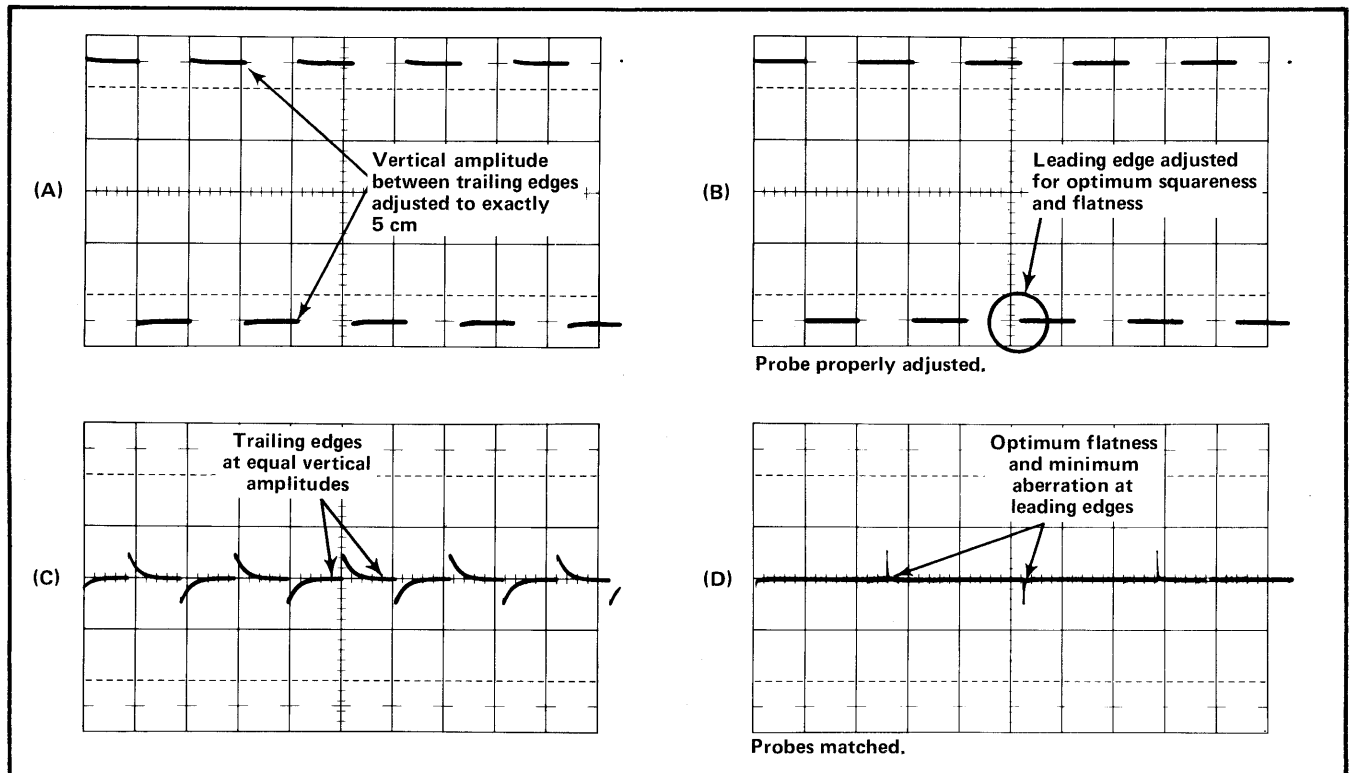 (A)
Vertical amplitude
between trailing edges
adjusted to exactly
5 cm
(B)
Leading edge adjusted
for optimum squareness
and flatness
Probe properly adjusted.
(C)
Trailing edges
at equal vertical
amplitudes
(D)
Optimum flatness
and minimum
aberration at
leading edges
Probes matched.